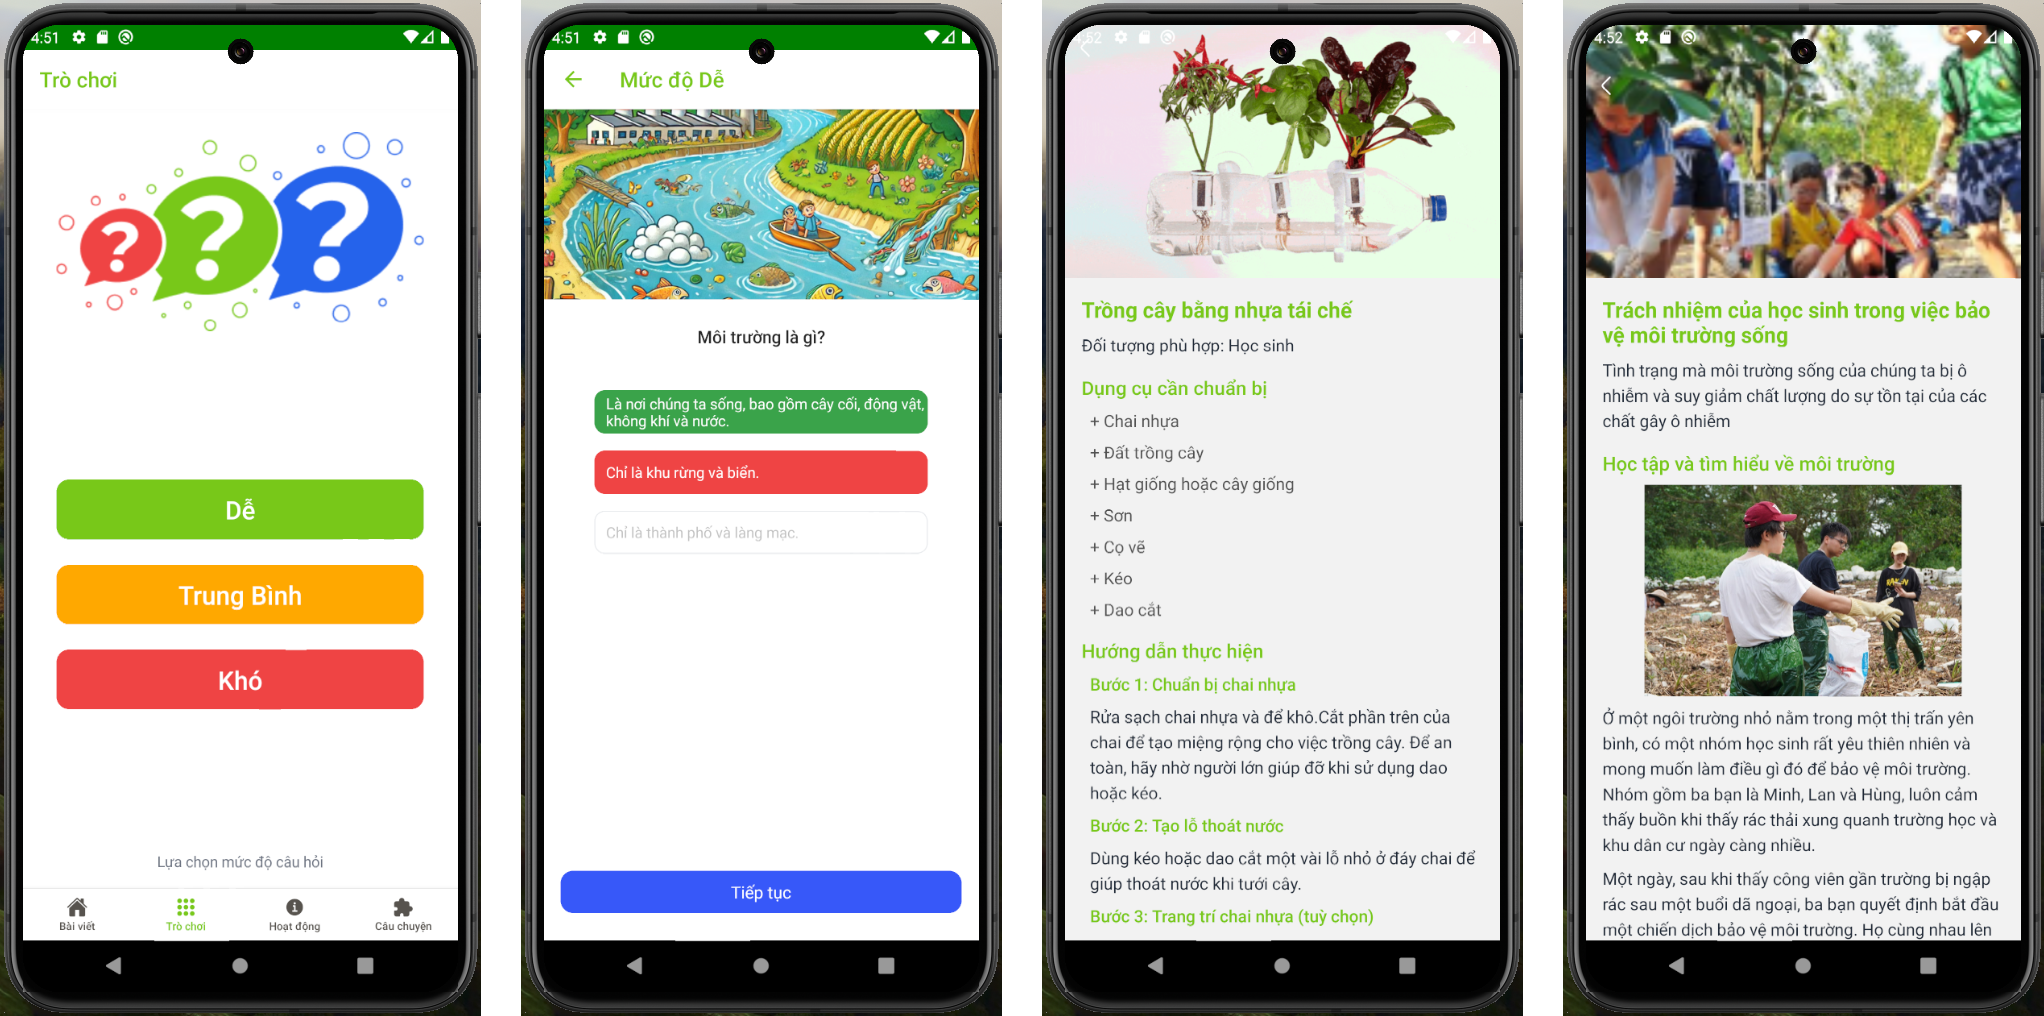 4:51
Trò chơi
? ? ?
Dễ
Trung Bình
Khó
Lựa chọn mức độ câu hỏi
Bài viết
Trò chơi
Hoạt động
Câu chuyện
4:51
Mức độ Dễ
Môi trường là gì?
Là nơi chúng ta sống, bao gồm cây cối, động vật,
không khí và nước.
Chỉ là khu rừng và biển.
Chỉ là thành phố và làng mạc.
Tiếp tục
4:52
Trồng cây bằng nhựa tái chế
Đối tượng phù hợp: Học sinh
Dụng cụ cần chuẩn bị
+ Chai nhựa
+ Đất trồng cây
+ Hạt giống hoặc cây giống
+ Sơn
+ Cọ vẽ
+ Kéo
+ Dao cắt
Hướng dẫn thực hiện
Bước 1: Chuẩn bị chai nhựa
Rửa sạch chai nhựa và để khô.Cắt phần trên của
chai để tạo miệng rộng cho việc trồng cây. Để an
toàn, hãy nhờ người lớn giúp đỡ khi sử dụng dao
hoặc kéo.
Bước 2: Tạo lỗ thoát nước
Dùng kéo hoặc dao cắt một vài lỗ nhỏ ở đáy chai để
giúp thoát nước khi tưới cây.
Bước 3: Trang trí chai nhựa (tuỳ chọn)
4:52
Trách nhiệm của học sinh trong việc bảo
vệ môi trường sống
Tình trạng mà môi trường sống của chúng ta bị ô
nhiễm và suy giảm chất lượng do sự tồn tại của các
chất gây ô nhiễm
Học tập và tìm hiểu về môi trường
Ở một ngôi trường nhỏ nằm trong một thị trấn yên
bình, có một nhóm học sinh rất yêu thiên nhiên và
mong muốn làm điều gì đó để bảo vệ môi trường.
Nhóm gồm ba bạn là Minh, Lan và Hùng, luôn cảm
thấy buồn khi thấy rác thải xung quanh trường học và
khu dân cư ngày càng nhiều.
Một ngày, sau khi thấy công viên gần trường bị ngập
rác sau một buổi dã ngoại, ba bạn quyết định bắt đầu
một chiến dịch bảo vệ môi trường. Họ cùng nhau lên